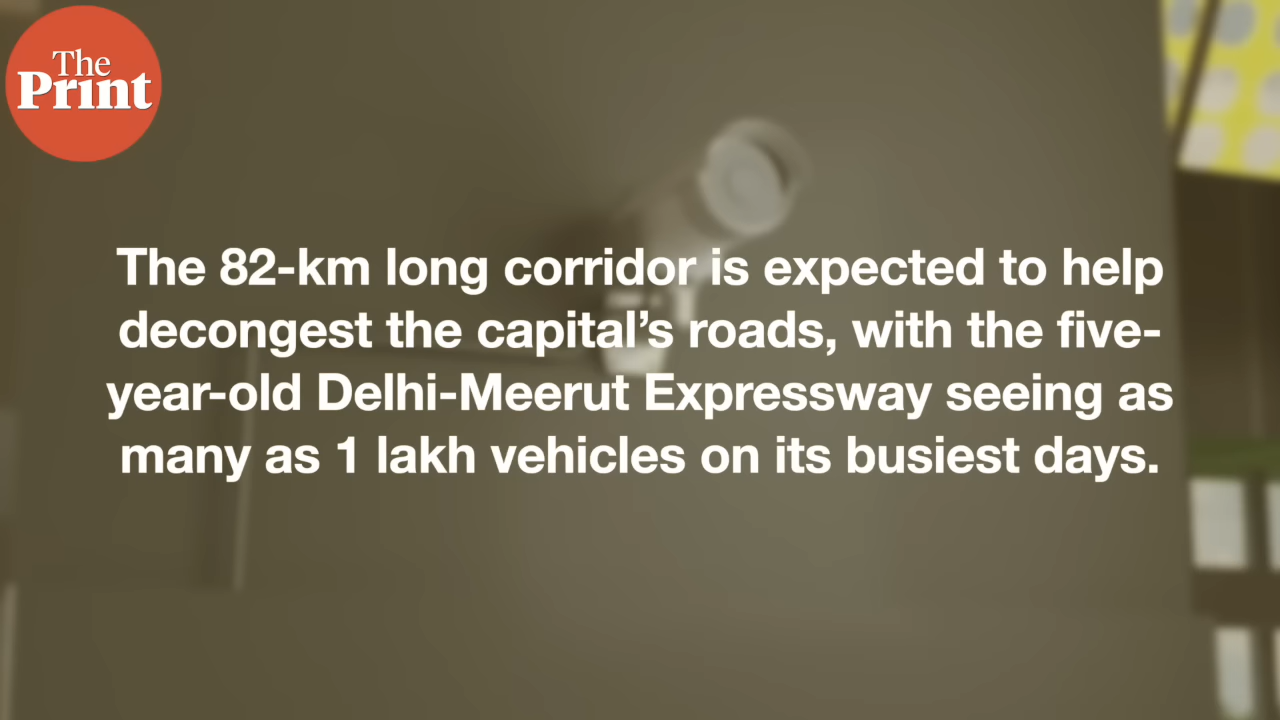 The
Print
The 82-km long corridor is expected to help
decongest the capital’s roads, with the five-
year-old Delhi-Meerut Expressway seeing as
many as 1 lakh vehicles on its busiest days.